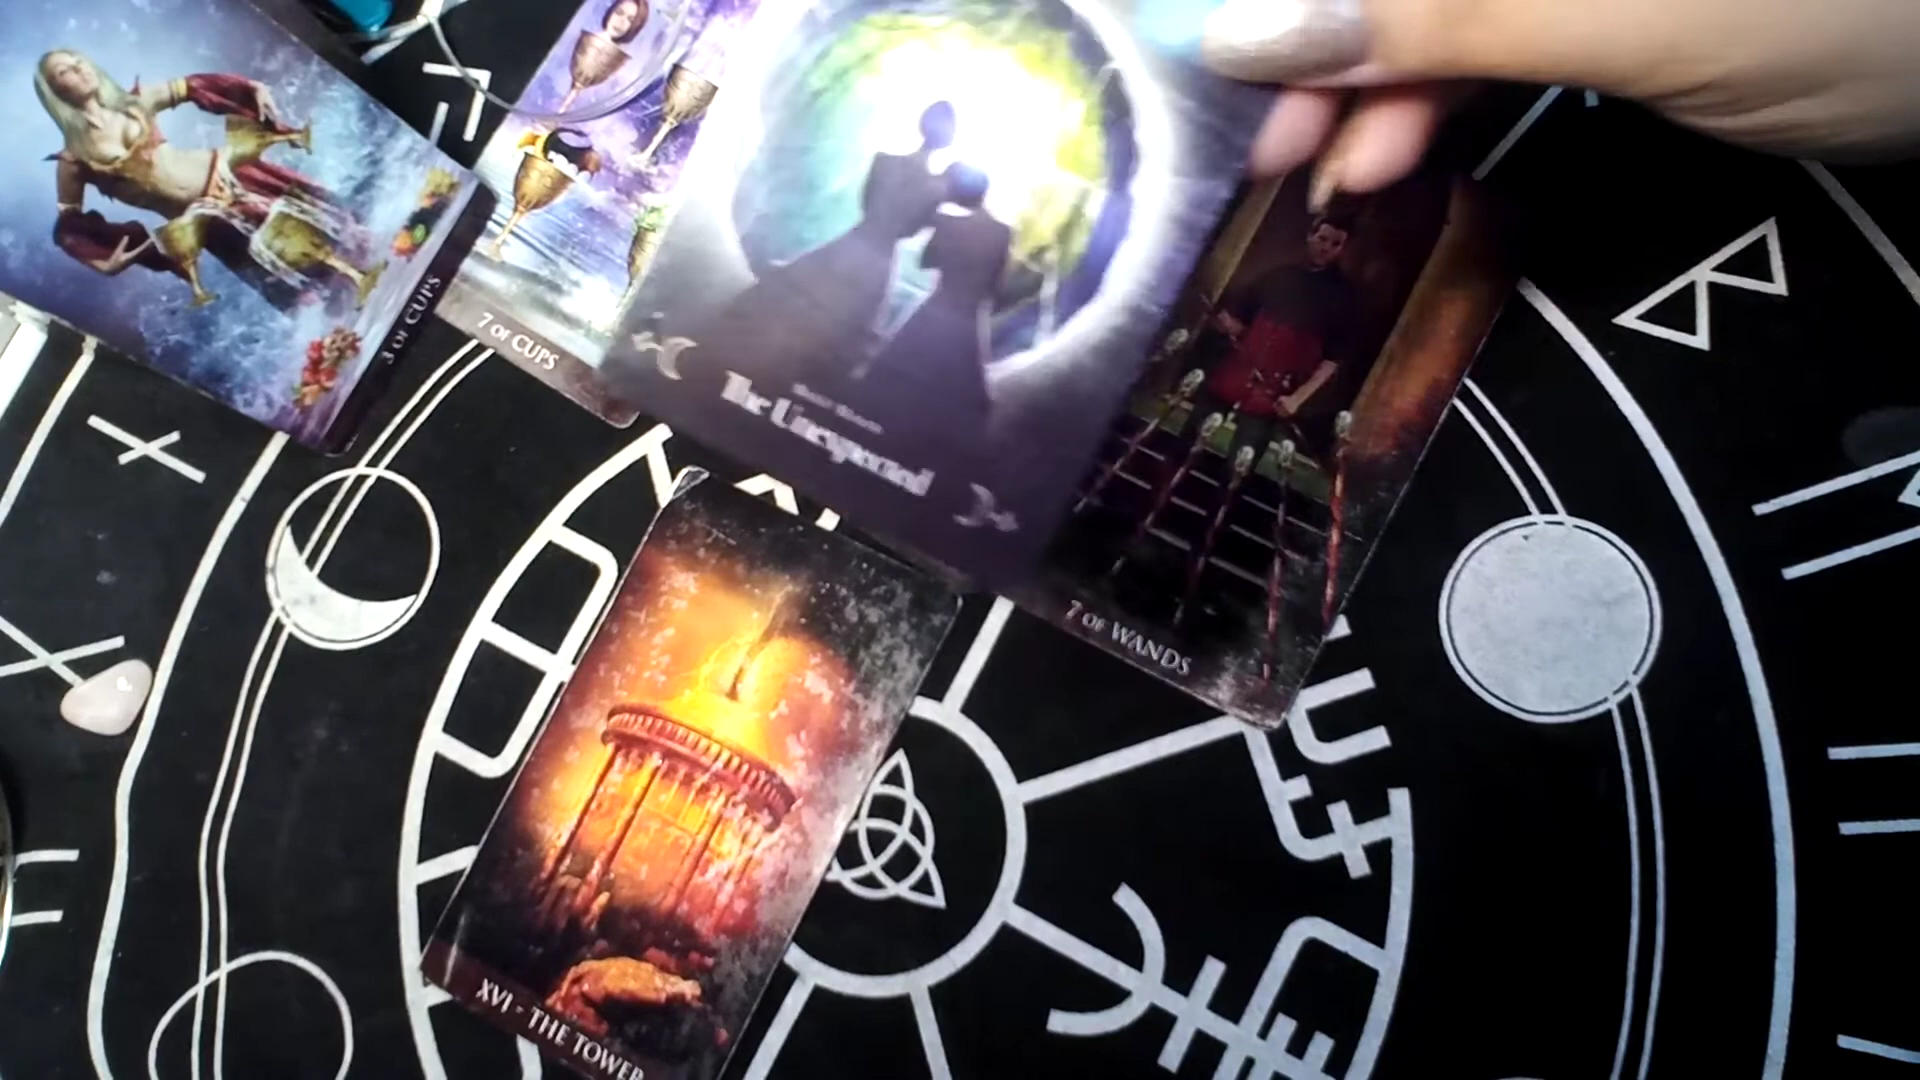 3 OF CUPS
7 OF CUPS
The Unexpected
7 OF WANDS
XVI - THE TOWER